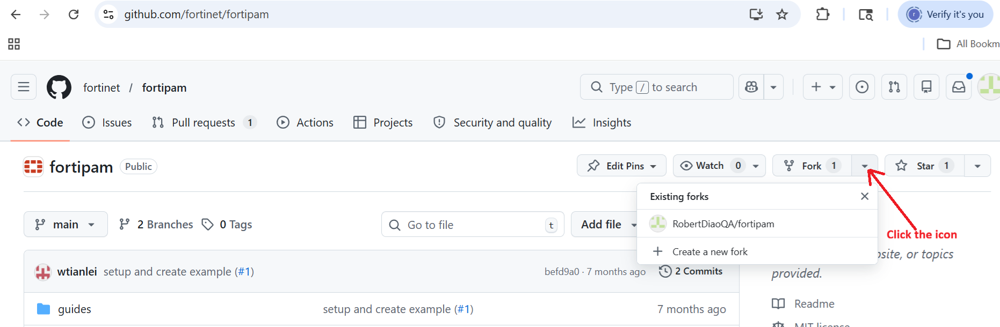 github.com/fortinet/fortipam
Verify it's you
All Bookm
fortinet / fortipam
Type / to search
Code Issues Pull requests 1 Actions Projects Security and quality Insights
fortipam Public
Edit Pins Watch 0 Fork 1 Star 1
Existing forks
RobertDiaoQA/fortipam
Create a new fork
Click the icon
main 2 Branches 0 Tags
Go to file t
Add file
wtianlei setup and create example (#1)
befd9a0 · 7 months ago 2 Commits
guides setup and create example (#1) 7 months ago
osite, or topics
provided.
Readme
MIT license